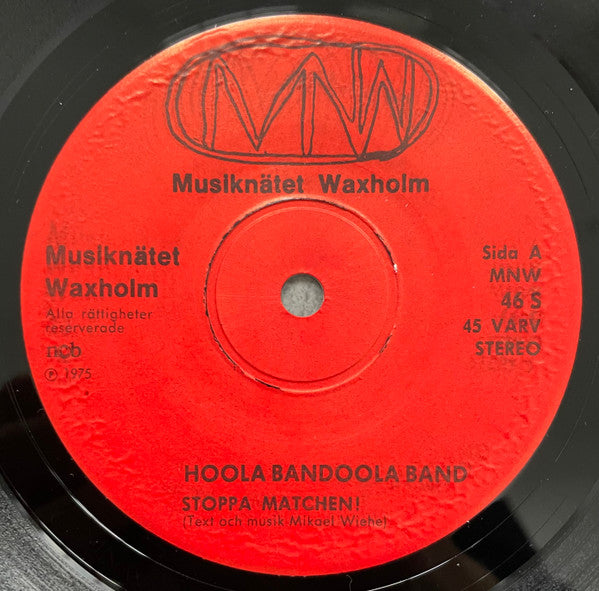 MNW
Musiknätet Waxholm
Musiknätet
Waxholm
Alla rättigheter
reserverade
ncb
℗ 1975
Sida A
MNW
46 S
45 VARV
STEREO
HOOLA BANDOOLA BAND
STOPPA MATCHEN!
(Text och musik Mikael Wiehe)